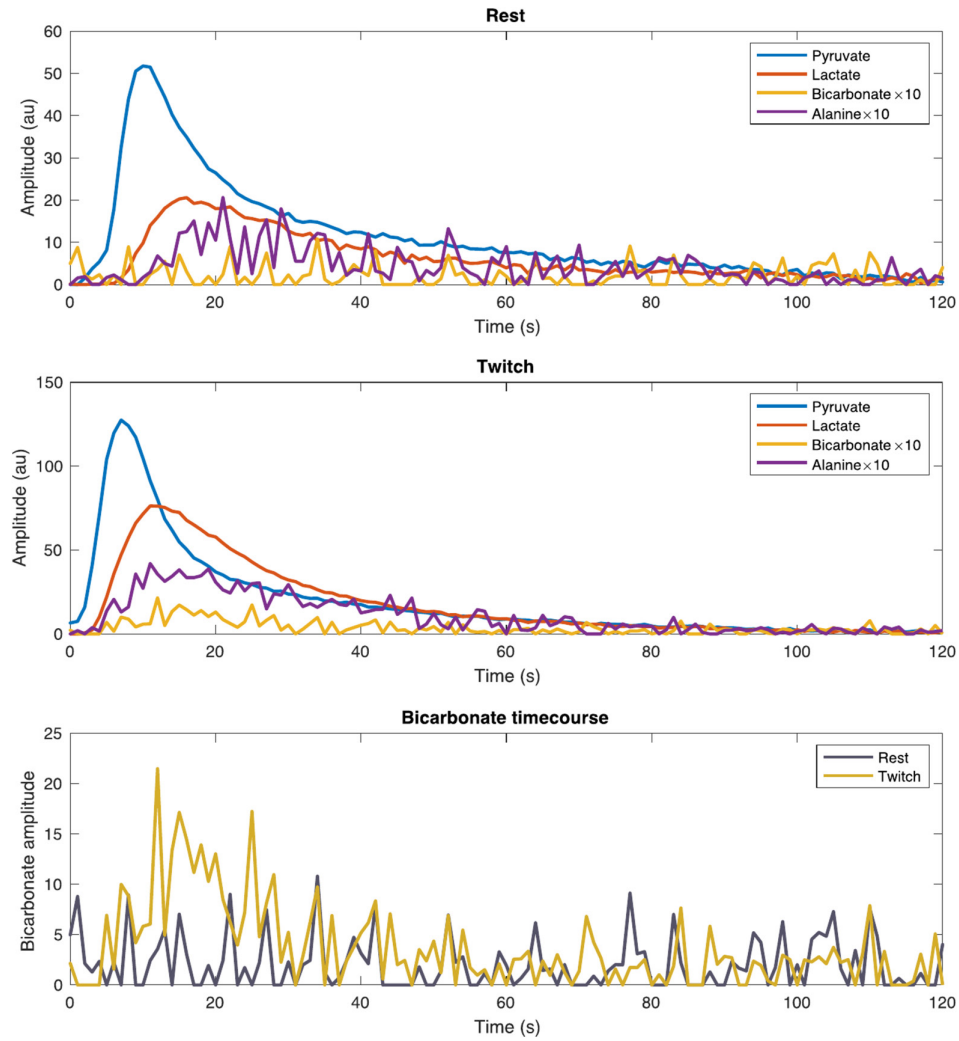 Rest
60
50
40
30
20
10
0
Amplitude (au)
Pyruvate
Lactate
Bicarbonate ×10
Alanine×10
0 20 40 60 80 100 120
Time (s)
Twitch
150
100
50
0
Amplitude (au)
Pyruvate
Lactate
Bicarbonate ×10
Alanine×10
0 20 40 60 80 100 120
Time (s)
Bicarbonate timecourse
25
20
15
10
5
0
Bicarbonate amplitude
Rest
Twitch
0 20 40 60 80 100 120
Time (s)